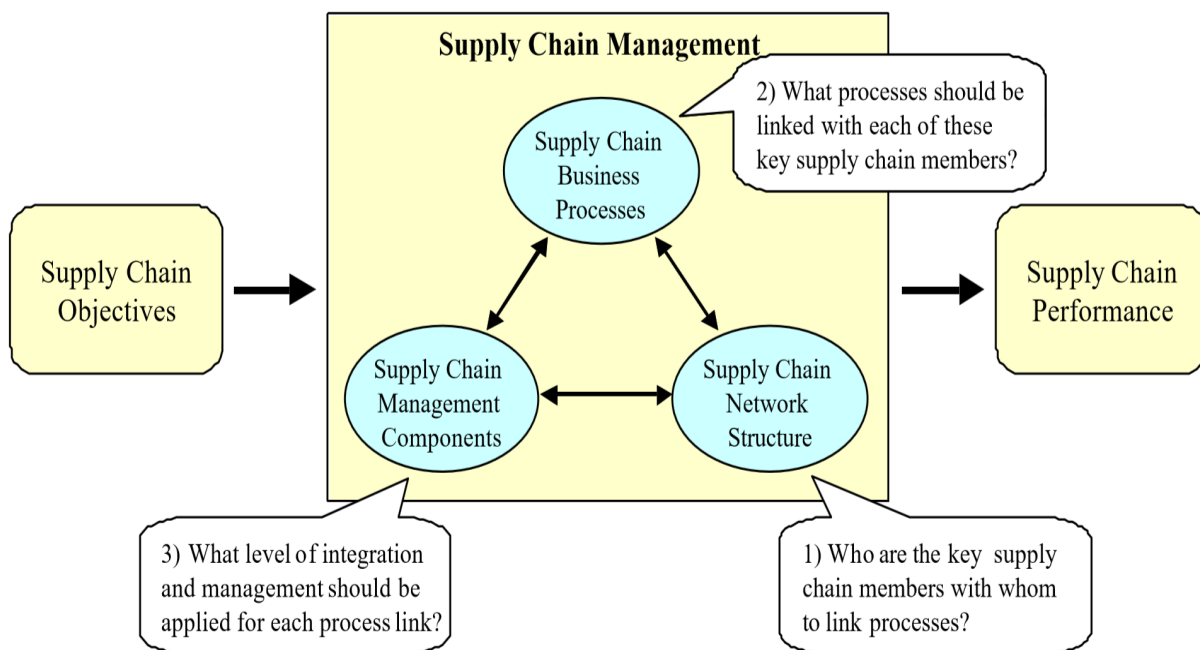 Supply Chain Management
2) What processes should be
linked with each of these
key supply chain members?
Supply Chain
Business
Processes
Supply Chain
Objectives
Supply Chain
Performance
Supply Chain
Management
Components
Supply Chain
Network
Structure
3) What level of integration
and management should be
applied for each process link?
1) Who are the key supply
chain members with whom
to link processes?